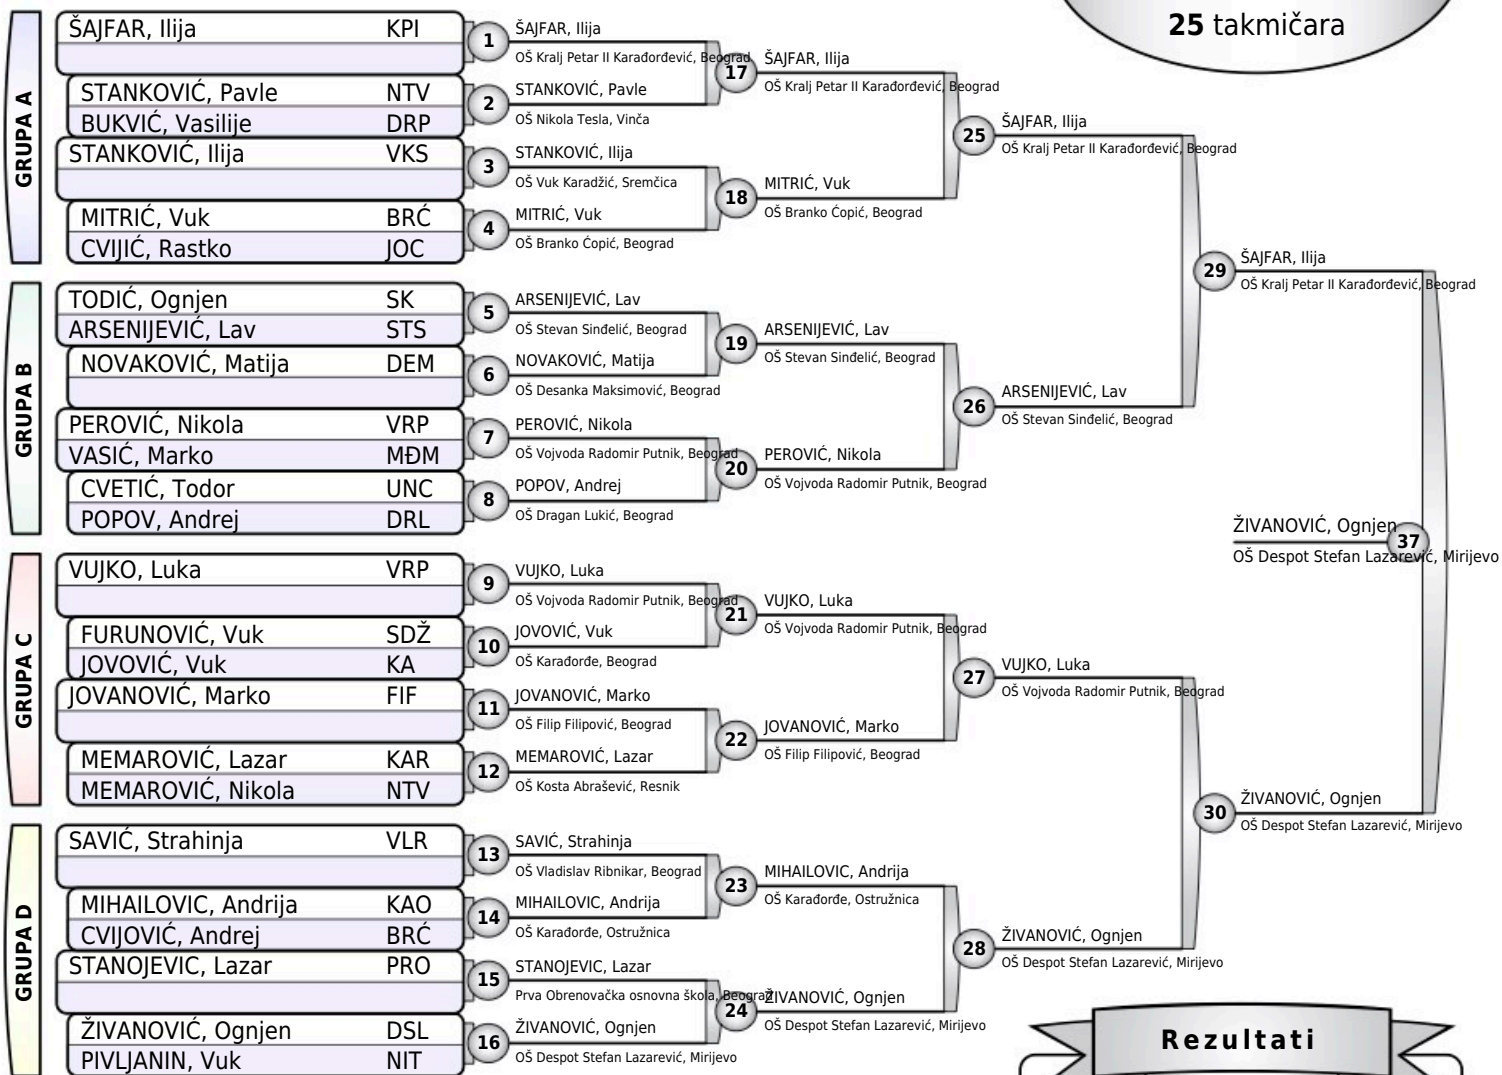 25 takmičara
GRUPA A
ŠAJFAR, Ilija KPI
STANKOVIĆ, Pavle NTV
BUKVIĆ, Vasilije DRP
STANKOVIĆ, Ilija VKS
MITRIĆ, Vuk BRĆ
CVIJIĆ, Rastko JOC
GRUPA B
TODIĆ, Ognjen SK
ARSENIJEVIĆ, Lav STS
NOVAKOVIĆ, Matija DEM
PEROVIĆ, Nikola VRP
VASIĆ, Marko MĐM
CVETIĆ, Todor UNC
POPOV, Andrej DRL
GRUPA C
VUJKO, Luka VRP
FURUNOVIĆ, Vuk SDŽ
JOVOVIĆ, Vuk KA
JOVANOVIĆ, Marko FIF
MEMAROVIĆ, Lazar KAR
MEMAROVIĆ, Nikola NTV
GRUPA D
SAVIĆ, Strahinja VLR
MIHAILOVIC, Andrija KAO
CVIJOVIĆ, Andrej BRĆ
STANOJEVIC, Lazar PRO
ŽIVANOVIĆ, Ognjen DSL
PIVLJANIN, Vuk NIT
1 ŠAJFAR, Ilija
OŠ Kralj Petar II Karađorđević, Beograd
2 STANKOVIĆ, Pavle
OŠ Nikola Tesla, Vinča
3 STANKOVIĆ, Ilija
OŠ Vuk Karadžić, Sremčica
4 MITRIĆ, Vuk
OŠ Branko Ćopić, Beograd
5 ARSENIJEVIĆ, Lav
OŠ Stevan Sinđelić, Beograd
6 NOVAKOVIĆ, Matija
OŠ Desanka Maksimović, Beograd
7 PEROVIĆ, Nikola
OŠ Vojvoda Radomir Putnik, Beograd
8 POPOV, Andrej
OŠ Dragan Lukić, Beograd
9 VUJKO, Luka
OŠ Vojvoda Radomir Putnik, Beograd
10 JOVOVIĆ, Vuk
OŠ Karađorđe, Beograd
11 JOVANOVIĆ, Marko
OŠ Filip Filipović, Beograd
12 MEMAROVIĆ, Lazar
OŠ Kosta Abrašević, Resnik
13 SAVIĆ, Strahinja
OŠ Vladislav Ribnikar, Beograd
14 MIHAILOVIC, Andrija
OŠ Karađorđe, Ostružnica
15 STANOJEVIC, Lazar
Prva Obrenovačka osnovna škola, Beograd
16 ŽIVANOVIĆ, Ognjen
OŠ Despot Stefan Lazarević, Mirijevo
17 ŠAJFAR, Ilija
OŠ Kralj Petar II Karađorđević, Beograd
18 MITRIĆ, Vuk
OŠ Branko Ćopić, Beograd
19 ARSENIJEVIĆ, Lav
OŠ Stevan Sinđelić, Beograd
20 PEROVIĆ, Nikola
OŠ Vojvoda Radomir Putnik, Beograd
21 VUJKO, Luka
OŠ Vojvoda Radomir Putnik, Beograd
22 JOVANOVIĆ, Marko
OŠ Filip Filipović, Beograd
23 MIHAILOVIC, Andrija
OŠ Karađorđe, Ostružnica
24 ŽIVANOVIĆ, Ognjen
OŠ Despot Stefan Lazarević, Mirijevo
25 ŠAJFAR, Ilija
OŠ Kralj Petar II Karađorđević, Beograd
26 ARSENIJEVIĆ, Lav
OŠ Stevan Sinđelić, Beograd
27 VUJKO, Luka
OŠ Vojvoda Radomir Putnik, Beograd
28 ŽIVANOVIĆ, Ognjen
OŠ Despot Stefan Lazarević, Mirijevo
29 ŠAJFAR, Ilija
OŠ Kralj Petar II Karađorđević, Beograd
30 ŽIVANOVIĆ, Ognjen
OŠ Despot Stefan Lazarević, Mirijevo
ŽIVANOVIĆ, Ognjen 37
OŠ Despot Stefan Lazarević, Mirijevo
Rezultati